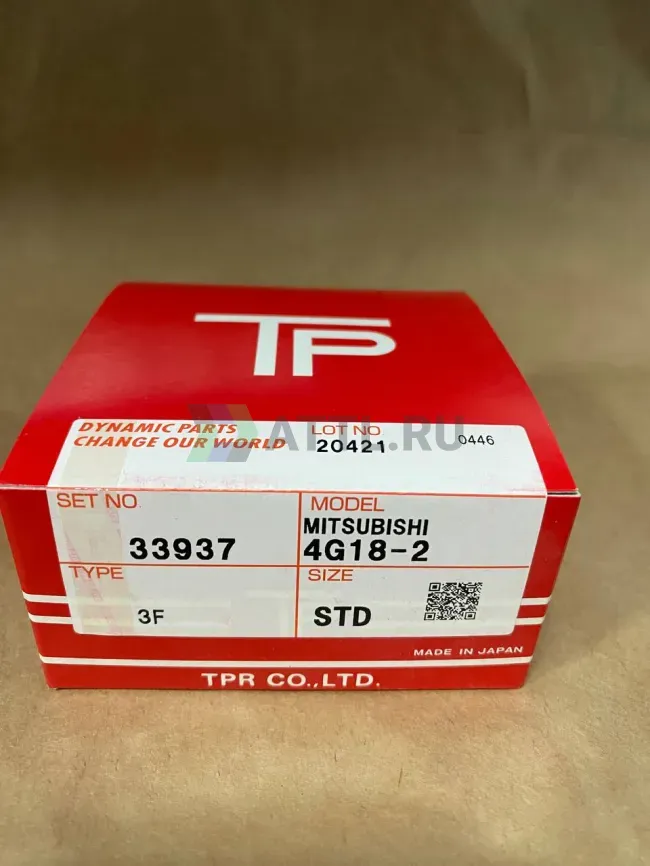 TP
DYNAMIC PARTS
CHANGE OUR WORLD
LOT NO
20421
0446
ATTL.RU
SET NO.
33937
MODEL
MITSUBISHI
4G18-2
TYPE
3F
SIZE
STD
MADE IN JAPAN
TPR CO.,LTD.